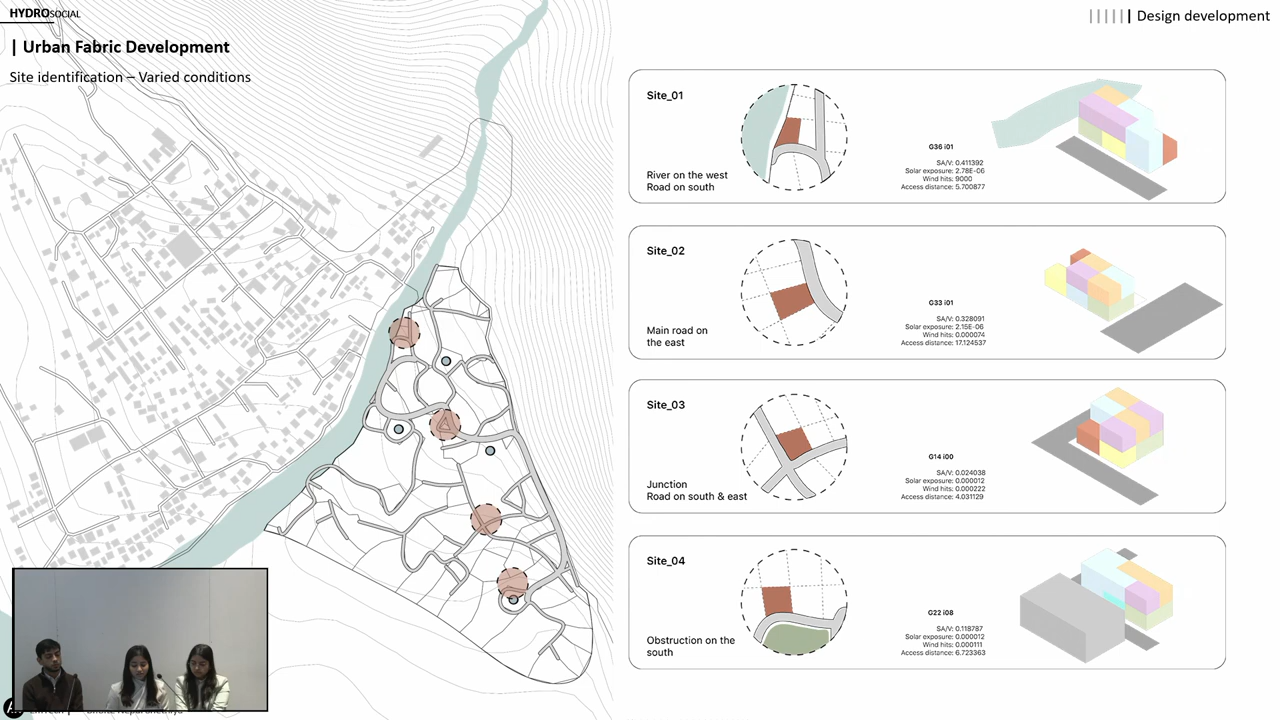 HYDROSOCIAL
|||||| Design development
| Urban Fabric Development
Site identification – Varied conditions
Site_01
River on the west
Road on south
G36 i01
SA/V: 0.411392
Solar exposure: 2.78E-06
Wind hits: 9000
Access distance: 5.700877
Site_02
Main road on
the east
G33 i01
SA/V: 0.328091
Solar exposure: 2.15E-06
Wind hits: 0.000074
Access distance: 17.124537
Site_03
Junction
Road on south & east
G14 i00
SA/V: 0.024038
Solar exposure: 0.000012
Wind hits: 0.000222
Access distance: 4.031129
Site_04
Obstruction on the
south
G22 i08
SA/V: 0.118787
Solar exposure: 0.000012
Wind hits: 0.000111
Access distance: 6.723363